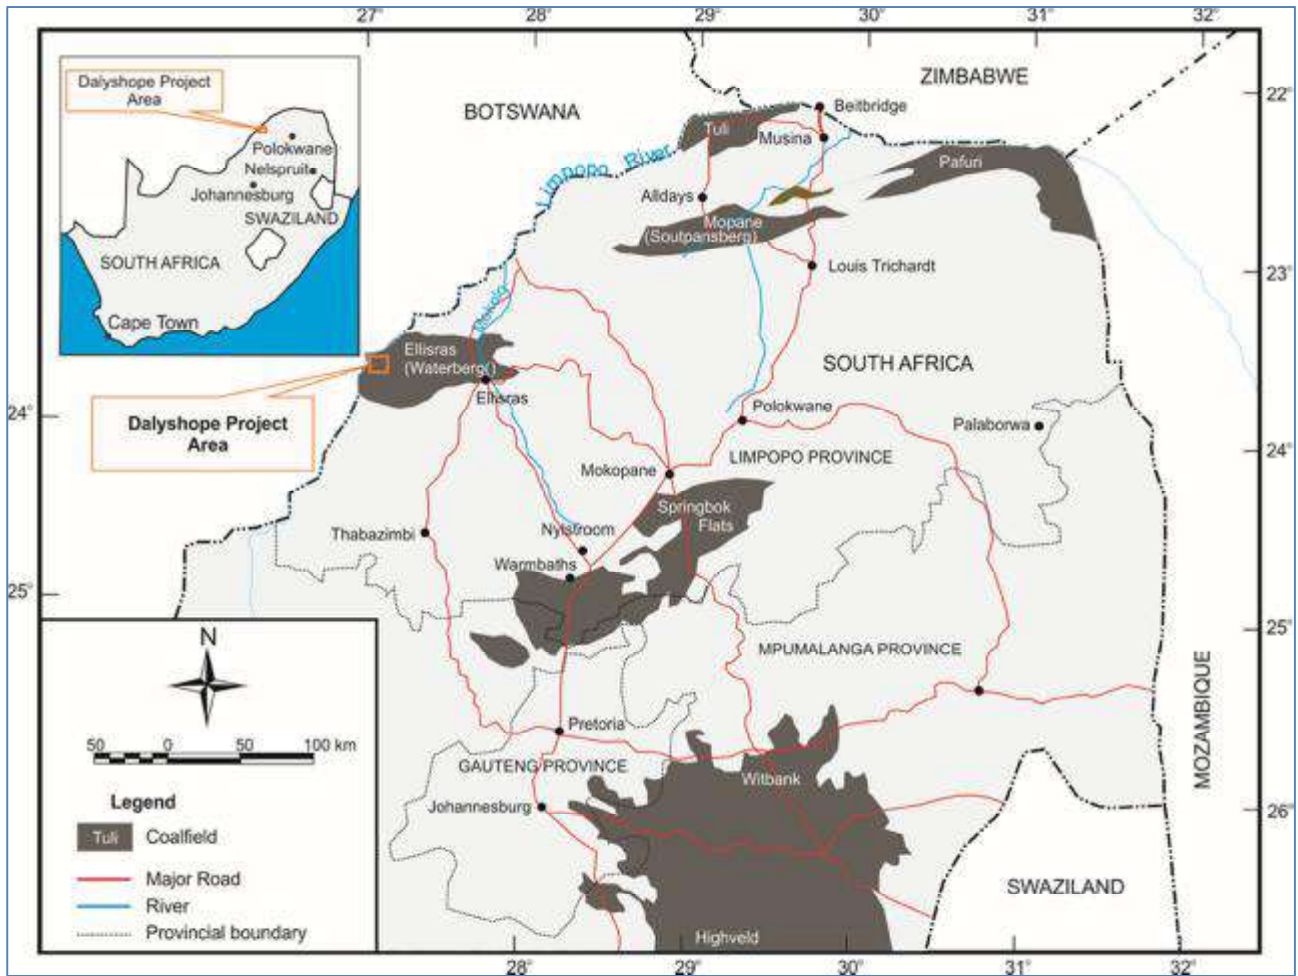 27°
28°
29°
30°
31°
32°
Dalyshope Project
Area
Polokwane
Nelspruit
Johannesburg
SWAZILAND
SOUTH AFRICA
Cape Town
BOTSWANA
ZIMBABWE
Beitbridge
22°
Tuli
Musina
Limpopo River
Pafuri
Alldays
Mopane
(Soutpansberg)
Louis Trichardt
23°
Ellisras
(Waterberg()
SOUTH AFRICA
Ellisras
24°
Dalyshope Project
Area
Polokwane
Palaborwa
LIMPOPO PROVINCE
24°
Mokopane
Springbok
Flats
Thabazimbi
Nylstroom
Warmbaths
25°
25°
MPUMALANGA PROVINCE
MOZAMBIQUE
N
Pretoria
50 0 50 100 km
GAUTENG PROVINCE
Witbank
Johannesburg
26°
Legend
Tuli Coalfield
Major Road
River
Provincial boundary
SWAZILAND
Highveld
28°
29°
30°
31°
32°